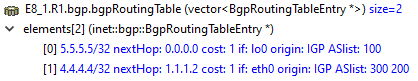 E8_1.R1.bgp.bgpRoutingTable (vector<BgpRoutingTableEntry *>) size=2
elements[2] (inet::bgp::BgpRoutingTableEntry *)
[0] 5.5.5.5/32 nextHop: 0.0.0.0 cost: 1 if: lo0 origin: IGP ASlist: 100
[1] 4.4.4.4/32 nextHop: 1.1.1.2 cost: 1 if: eth0 origin: IGP ASlist: 300 200